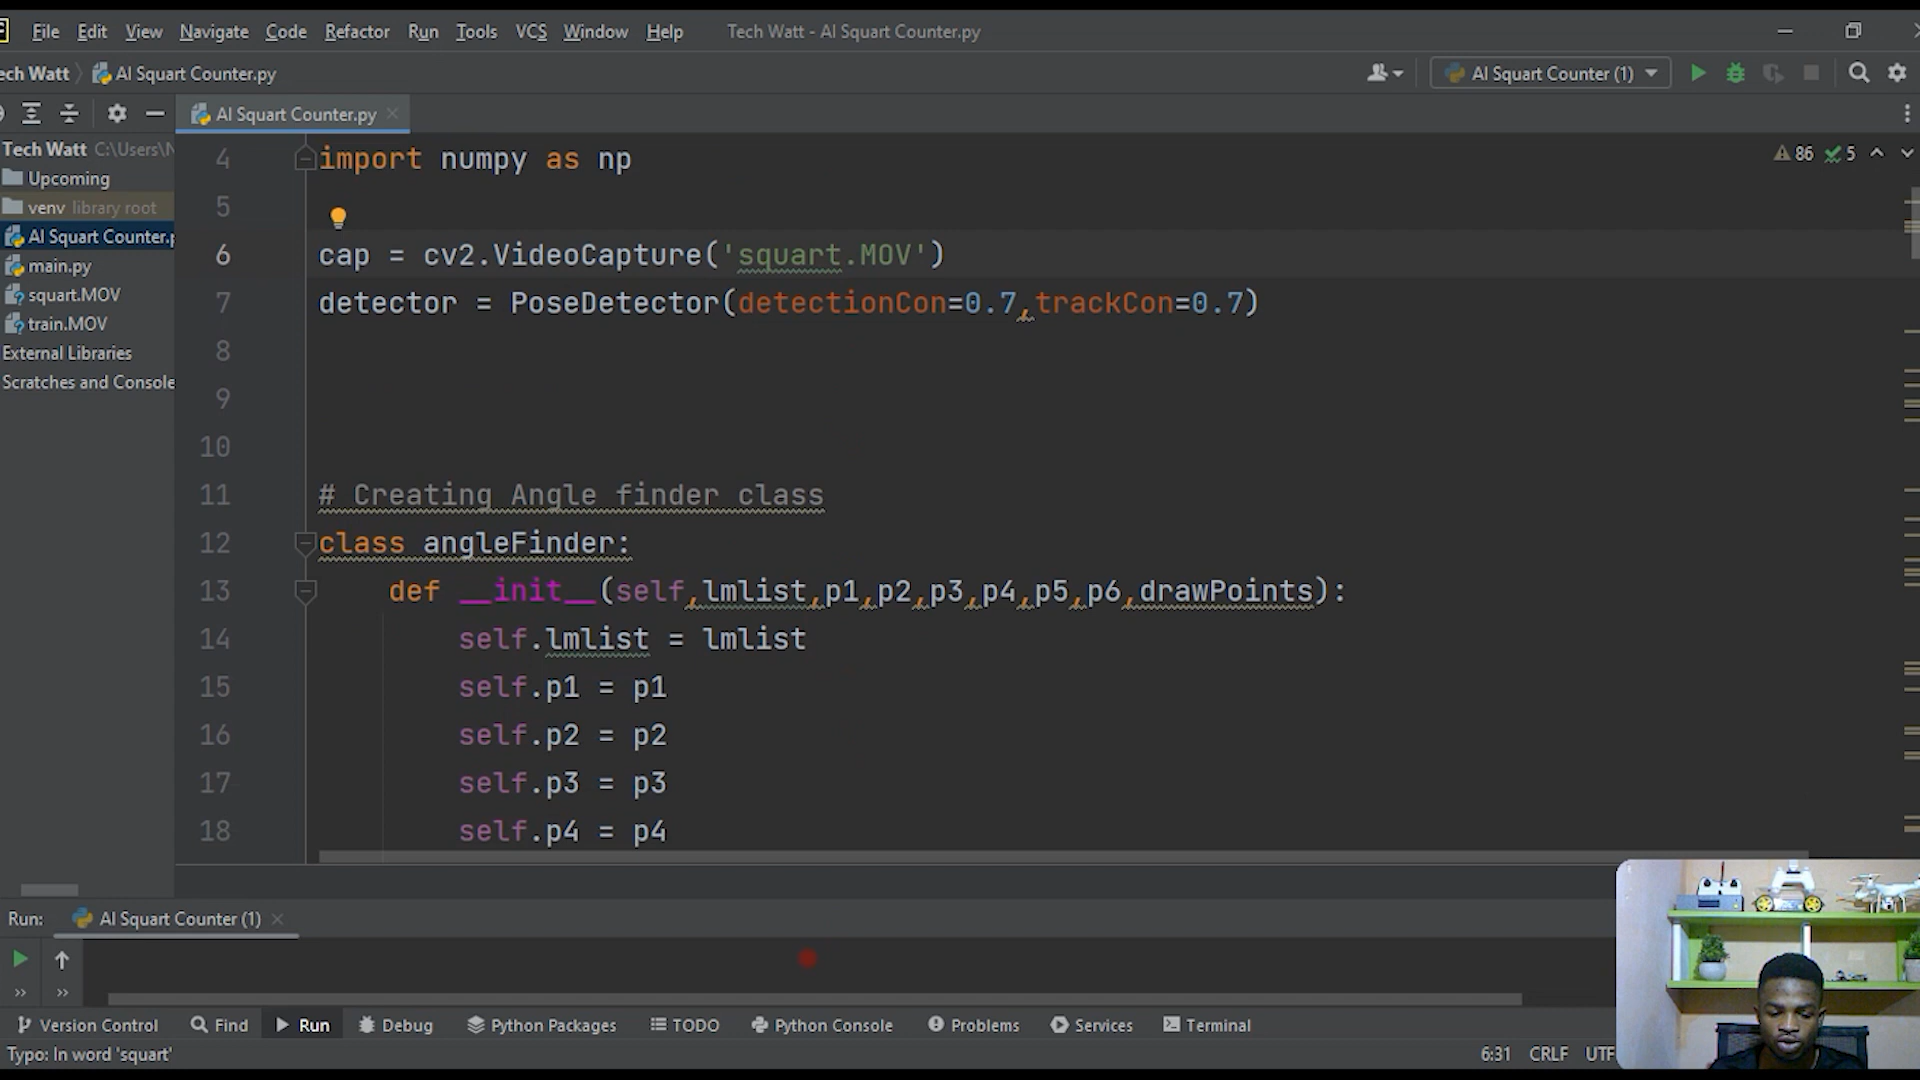 File Edit View Navigate Code Refactor Run Tools VCS Window Help Tech Watt - AI Squart Counter.py
ech Watt AI Squart Counter.py AI Squart Counter (1)
AI Squart Counter.py
Tech Watt C:\Users\N
Upcoming
venv library root
AI Squart Counter.p
main.py
squart.MOV
train.MOV
External Libraries
Scratches and Console
86 5
4 import numpy as np
5
6 cap = cv2.VideoCapture('squart.MOV')
7 detector = PoseDetector(detectionCon=0.7,trackCon=0.7)
8
9
10
11 # Creating Angle finder class
12 class angleFinder:
13 def __init__(self,lmlist,p1,p2,p3,p4,p5,p6,drawPoints):
14 self.lmlist = lmlist
15 self.p1 = p1
16 self.p2 = p2
17 self.p3 = p3
18 self.p4 = p4
Run: AI Squart Counter (1)
Version Control Find Run Debug Python Packages TODO Python Console Problems Services Terminal
Typo: In word 'squart' 6:31 CRLF UTF